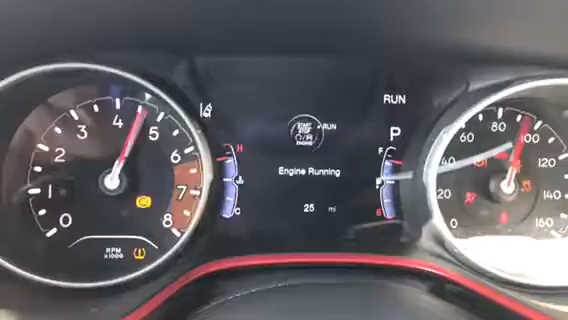 0 1 2 3 4 5 6 7 8
RPM
x1000
H
C
START
STOP
ENGINE
RUN
Engine Running
25 mi
RUN
P
F
E
0 20 40 60 80 100 120 140 160